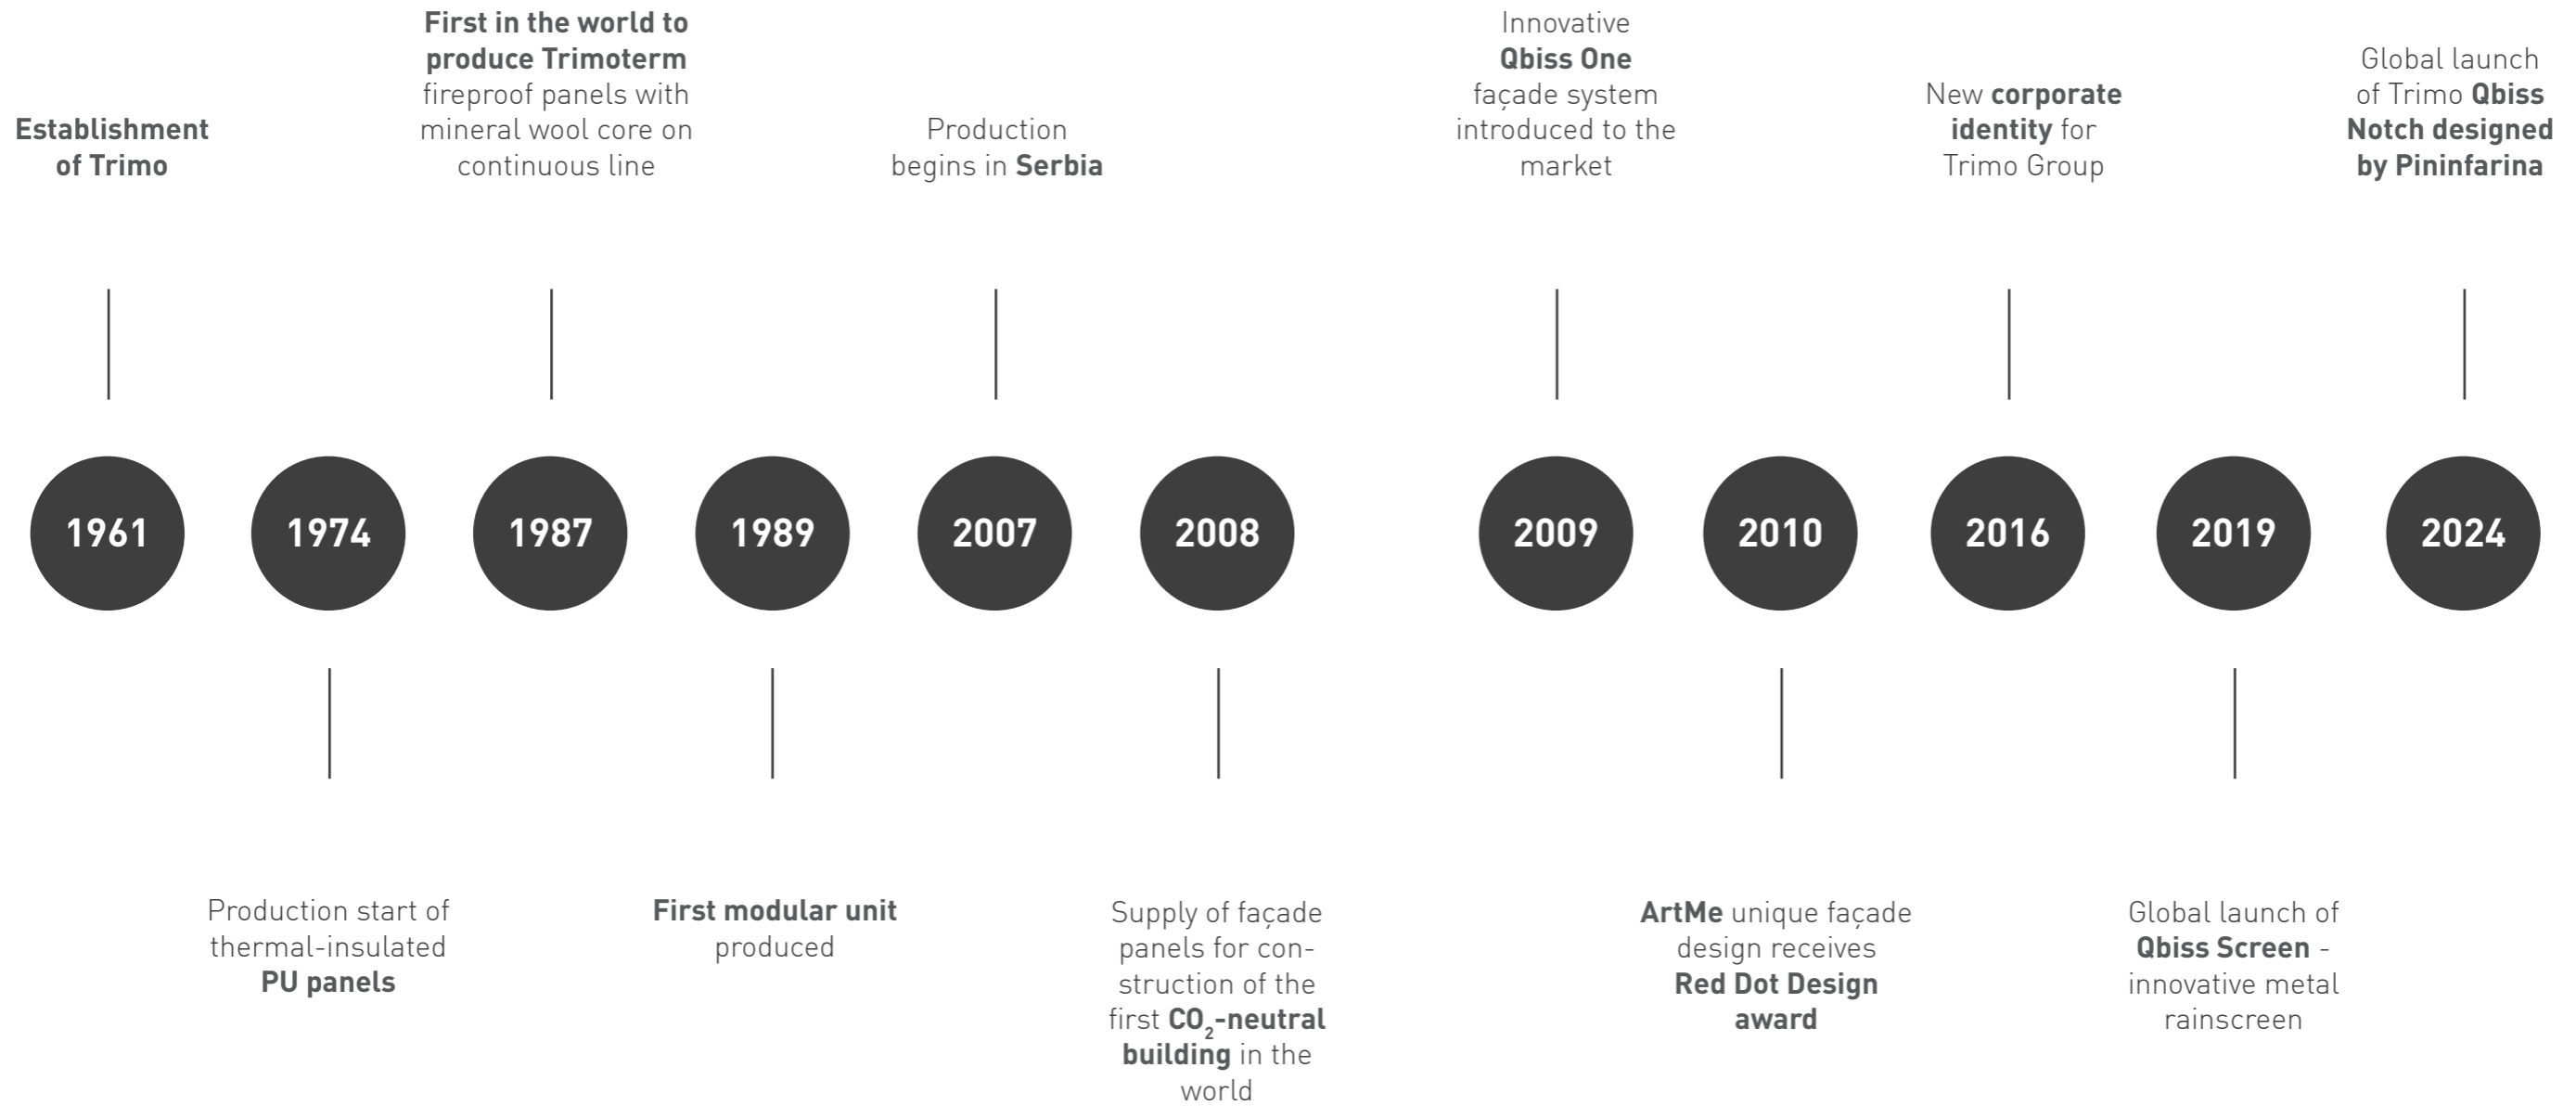 Establishment
of Trimo
1961
1974
Production start of
thermal-insulated
PU panels
First in the world to
produce Trimoterm
fireproof panels with
mineral wool core on
continuous line
1987
1989
First modular unit
produced
Production
begins in Serbia
2007
2008
Supply of façade
panels for con-
struction of the
first CO₂-neutral
building in the
world
Innovative
Qbiss One
façade system
introduced to the
market
2009
2010
ArtMe unique façade
design receives
Red Dot Design
award
New corporate
identity for
Trimo Group
2016
2019
Global launch of
Qbiss Screen -
innovative metal
rainscreen
Global launch
of Trimo Qbiss
Notch designed
by Pininfarina
2024